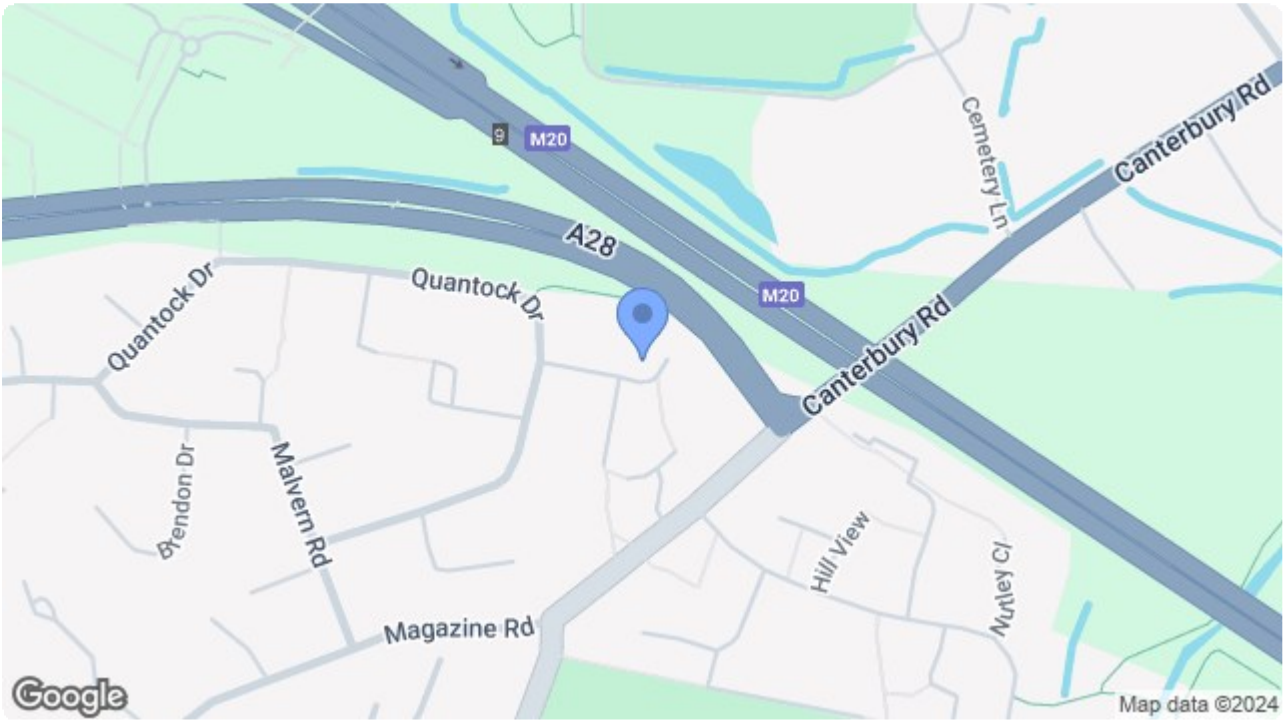 Canterbury Rd
Cemetery Ln
9
M20
A28
Quantock Dr
Quantock Dr
M20
Canterbury Rd
Brendon Dr
Malvern Rd
Hill View
Nutley Cl
Magazine Rd
Google
Map data ©2024